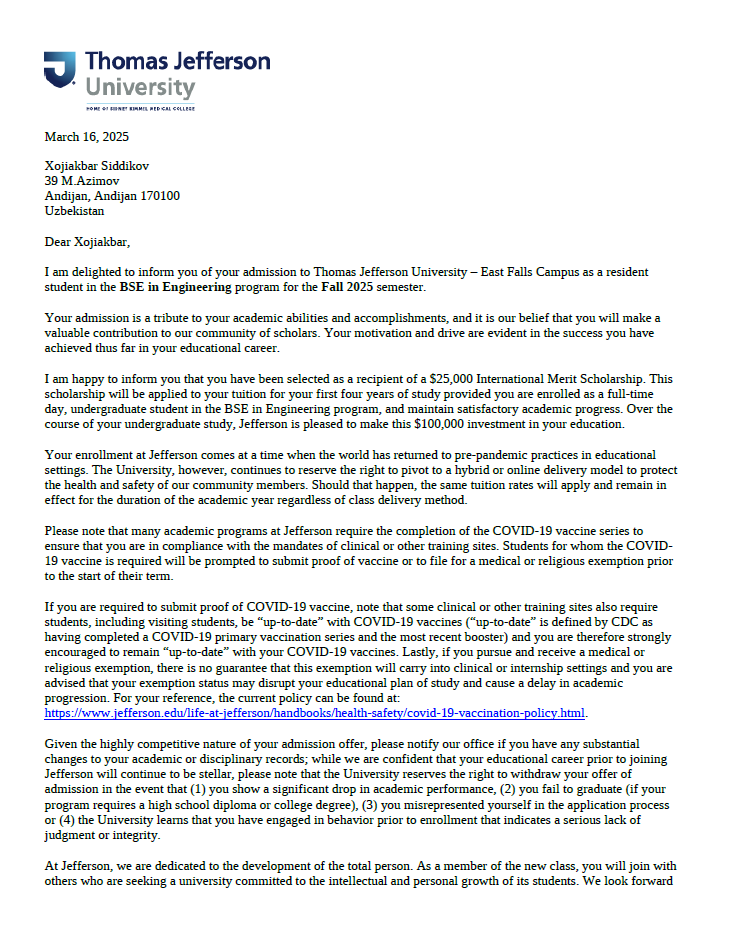 Thomas Jefferson
University
HOME OF SIDNEY KIMMEL MEDICAL COLLEGE
March 16, 2025
Xojiakbar Siddikov
39 M.Azimov
Andijan, Andijan 170100
Uzbekistan
Dear Xojiakbar,
I am delighted to inform you of your admission to Thomas Jefferson University – East Falls Campus as a resident
student in the BSE in Engineering program for the Fall 2025 semester.
Your admission is a tribute to your academic abilities and accomplishments, and it is our belief that you will make a
valuable contribution to our community of scholars. Your motivation and drive are evident in the success you have
achieved thus far in your educational career.
I am happy to inform you that you have been selected as a recipient of a $25,000 International Merit Scholarship. This
scholarship will be applied to your tuition for your first four years of study provided you are enrolled as a full-time
day, undergraduate student in the BSE in Engineering program, and maintain satisfactory academic progress. Over the
course of your undergraduate study, Jefferson is pleased to make this $100,000 investment in your education.
Your enrollment at Jefferson comes at a time when the world has returned to pre-pandemic practices in educational
settings. The University, however, continues to reserve the right to pivot to a hybrid or online delivery model to protect
the health and safety of our community members. Should that happen, the same tuition rates will apply and remain in
effect for the duration of the academic year regardless of class delivery method.
Please note that many academic programs at Jefferson require the completion of the COVID-19 vaccine series to
ensure that you are in compliance with the mandates of clinical or other training sites. Students for whom the COVID-
19 vaccine is required will be prompted to submit proof of vaccine or to file for a medical or religious exemption prior
to the start of their term.
If you are required to submit proof of COVID-19 vaccine, note that some clinical or other training sites also require
students, including visiting students, be “up-to-date” with COVID-19 vaccines (“up-to-date” is defined by CDC as
having completed a COVID-19 primary vaccination series and the most recent booster) and you are therefore strongly
encouraged to remain “up-to-date” with your COVID-19 vaccines. Lastly, if you pursue and receive a medical or
religious exemption, there is no guarantee that this exemption will carry into clinical or internship settings and you are
advised that your exemption status may disrupt your educational plan of study and cause a delay in academic
progression. For your reference, the current policy can be found at:
https://www.jefferson.edu/life-at-jefferson/handbooks/health-safety/covid-19-vaccination-policy.html.
Given the highly competitive nature of your admission offer, please notify our office if you have any substantial
changes to your academic or disciplinary records; while we are confident that your educational career prior to joining
Jefferson will continue to be stellar, please note that the University reserves the right to withdraw your offer of
admission in the event that (1) you show a significant drop in academic performance, (2) you fail to graduate (if your
program requires a high school diploma or college degree), (3) you misrepresented yourself in the application process
or (4) the University learns that you have engaged in behavior prior to enrollment that indicates a serious lack of
judgment or integrity.
At Jefferson, we are dedicated to the development of the total person. As a member of the new class, you will join with
others who are seeking a university committed to the intellectual and personal growth of its students. We look forward